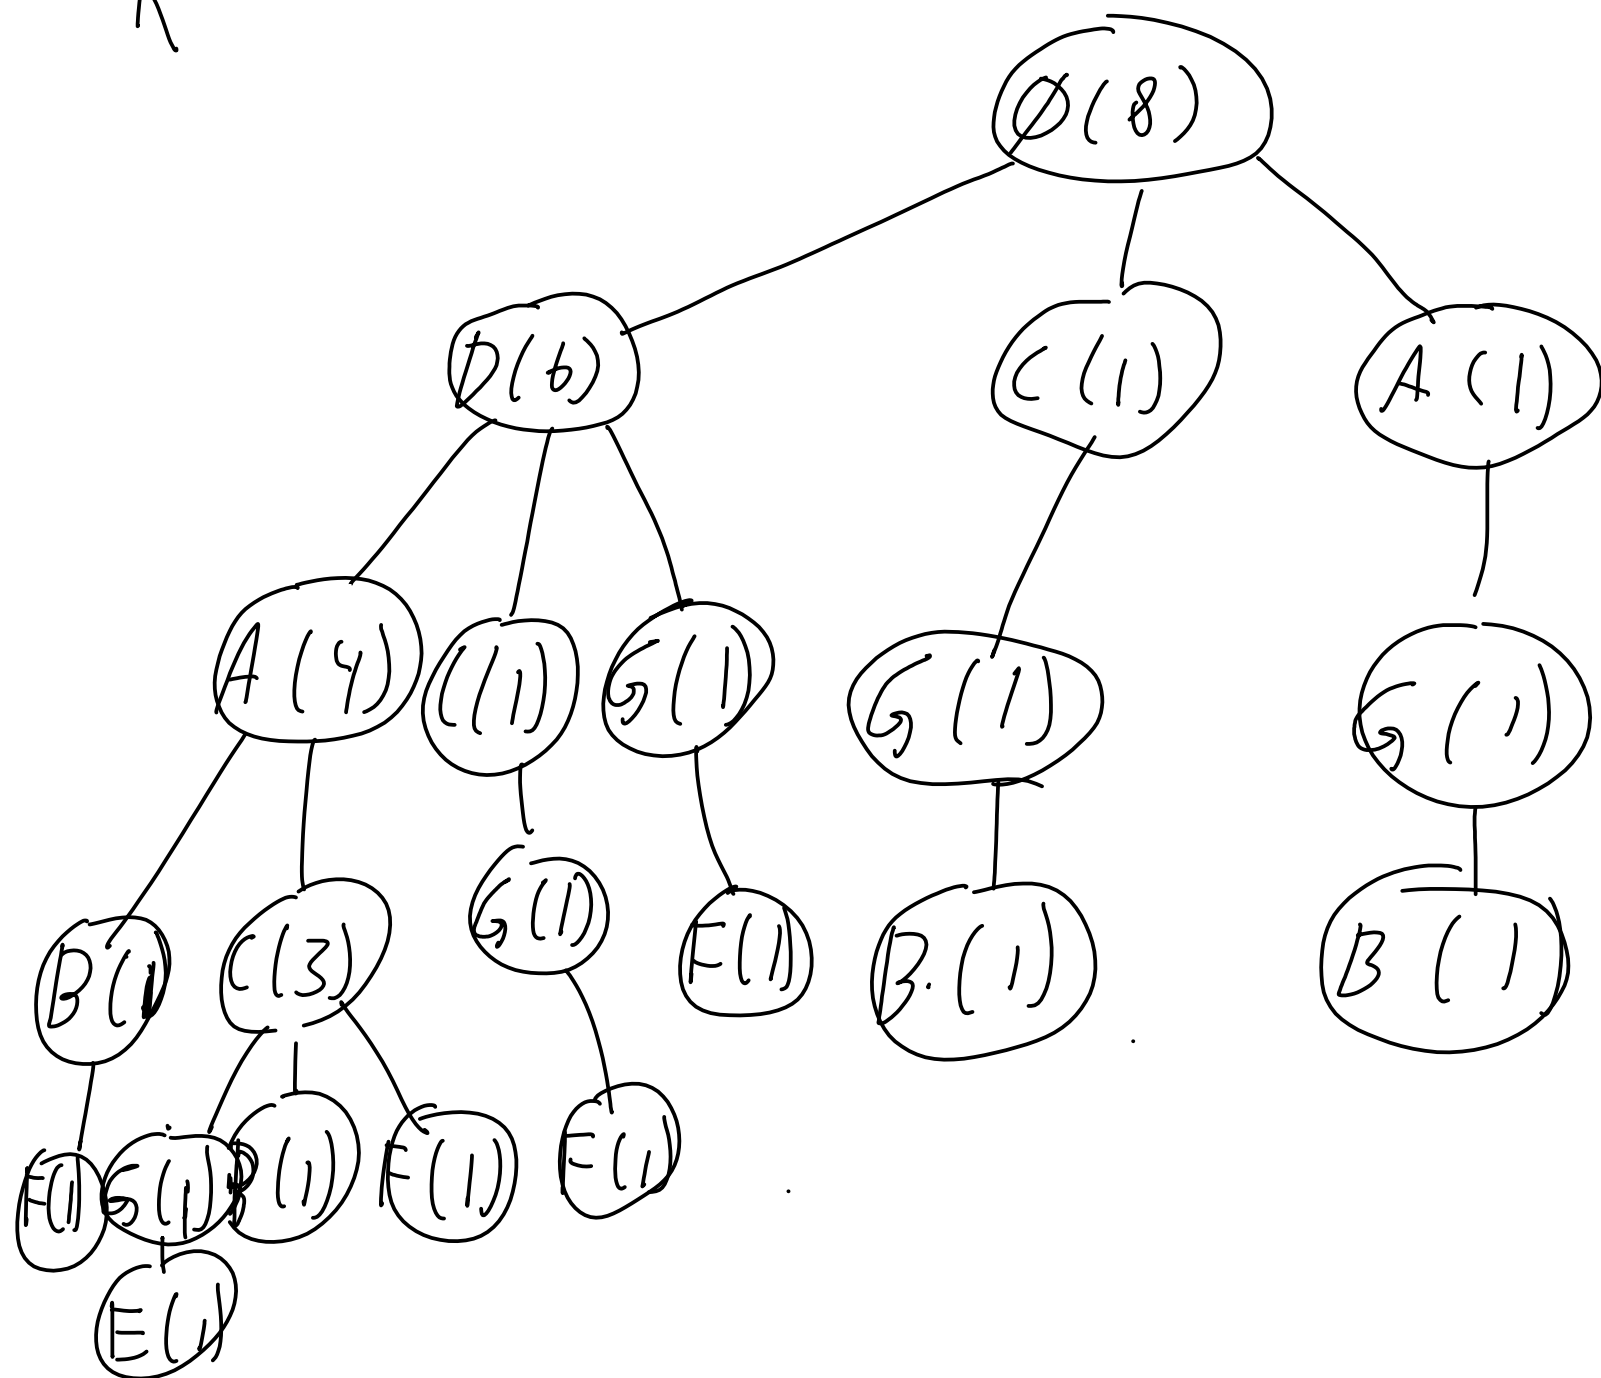 Ø(8)
D(6) C(1) A(1)
A(4) C(1) G(1) G(1) G(1)
B(1 C(3) G(1) E(1) B.(1) B(1)
E(1) G(1) B(1) E(1) E(1)
E(1)